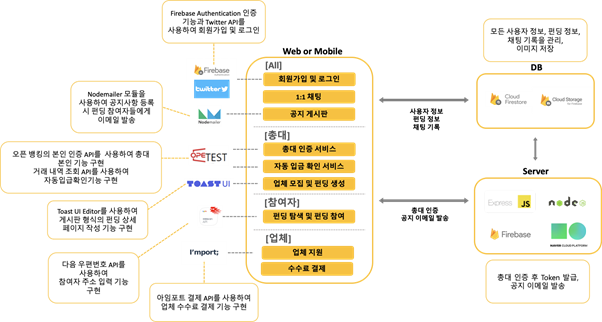 Firebase Authentication 인증
기능과 Twitter API를
사용하여 회원가입 및 로그인
Firebase
twitter
Nodemailer 모듈을
사용하여 공지사항 등록
시 펀딩 참여자들에게
이메일 발송
Nodemailer
오픈 뱅킹의 본인 인증 API를 사용하여 총대
본인 기능 구현
거래 내역 조회 API를 사용하여
자동입금확인기능 구현
TEST
TOAST UI
Toast UI Editor를 사용하여
게시판 형식의 펀딩 상세
페이지 작성 기능 구현
다음 우편번호 API를
사용하여
참여자 주소 입력 기능
구현
I'mport;
아임포트 결제 API를 사용하여
업체 수수료 결제 기능 구현
Web or Mobile
[All]
회원가입 및 로그인
1:1 채팅
공지 게시판
[총대]
총대 인증 서비스
자동 입금 확인 서비스
업체 모집 및 펀딩 생성
[참여자]
펀딩 탐색 및 펀딩 참여
[업체]
업체 지원
수수료 결제
사용자 정보
펀딩 정보
채팅 기록
총대 인증
공지 이메일 발송
모든 사용자 정보, 펀딩 정보,
채팅 기록을 관리,
이미지 저장
DB
Cloud
Firestore
Cloud Storage
Server
Express
JS
node
Firebase
NAVER CLOUD PLATFORM
총대 인증 후 Token 발급,
공지 이메일 발송